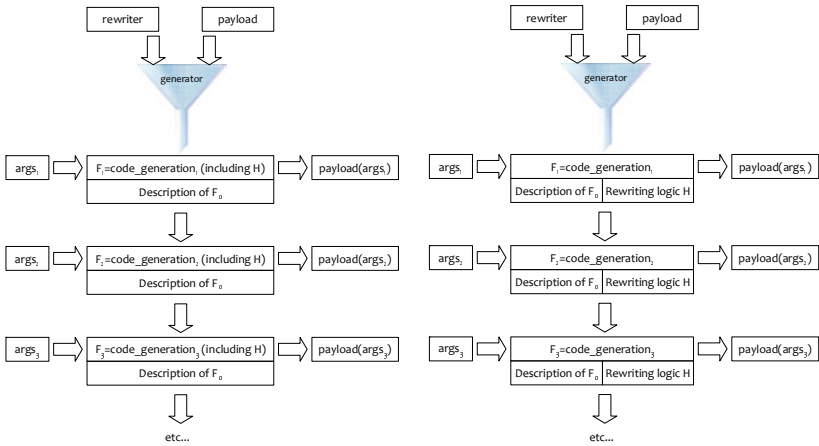 rewriter
payload
generator
args₁
F₁=code_generation₁ (including H)
payload(args₁)
Description of F₀
args₂
F₂=code_generation₂ (including H)
payload(args₂)
Description of F₀
args₃
F₃=code_generation₃ (including H)
payload(args₃)
Description of F₀
etc...
rewriter
payload
generator
args₁
F₁=code_generation₁
payload(args₁)
Description of F₀
Rewriting logic H
args₂
F₂=code_generation₂
payload(args₂)
Description of F₀
Rewriting logic H
args₃
F₃=code_generation₃
payload(args₃)
Description of F₀
Rewriting logic H
etc...